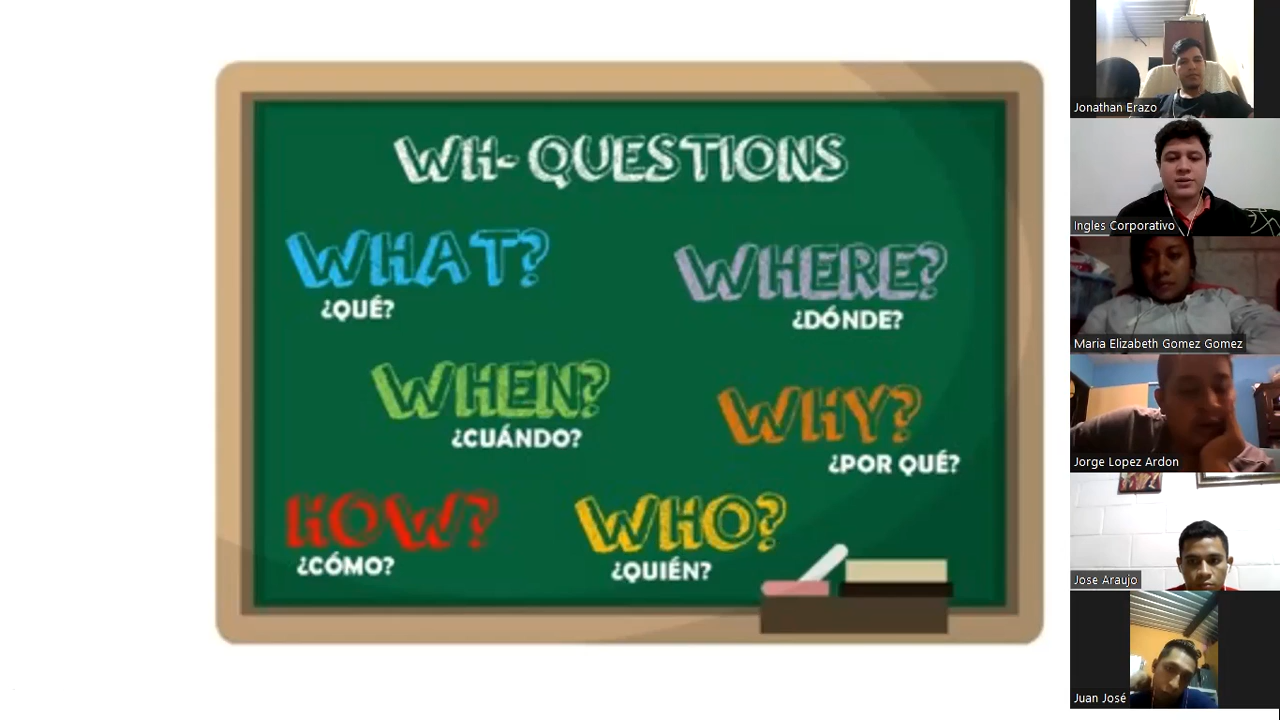 WH- QUESTIONS
WHAT?
¿QUÉ?
WHERE?
¿DÓNDE?
WHEN?
¿CUÁNDO?
WHY?
¿POR QUÉ?
HOW?
¿CÓMO?
WHO?
¿QUIÉN?
Jonathan Erazo
Ingles Corporativo
Maria Elizabeth Gomez Gomez
Jorge Lopez Ardon
Jose Araujo
Juan José